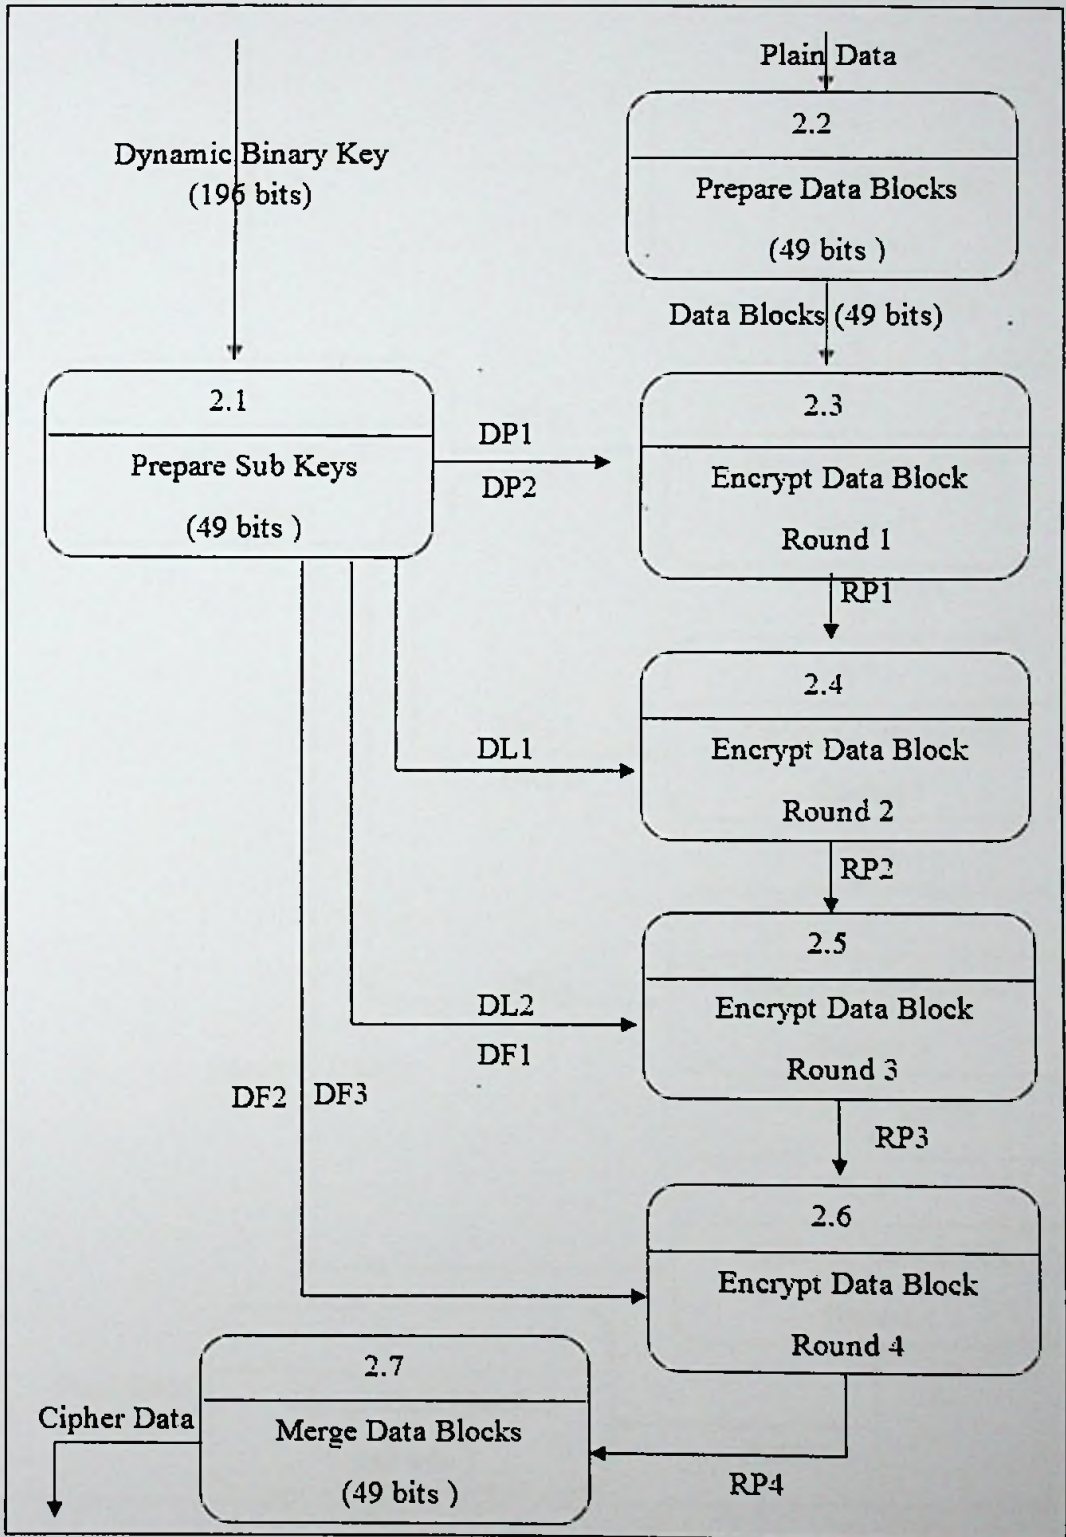 Plain Data
2.2
Prepare Data Blocks
(49 bits )
Dynamic Binary Key
(196 bits)
Data Blocks (49 bits)
2.1
Prepare Sub Keys
(49 bits )
DP1
DP2
2.3
Encrypt Data Block
Round 1
RP1
2.4
Encrypt Data Block
Round 2
DL1
RP2
2.5
Encrypt Data Block
Round 3
DL2
DF1
DF2 DF3
RP3
2.6
Encrypt Data Block
Round 4
RP4
2.7
Merge Data Blocks
(49 bits )
Cipher Data